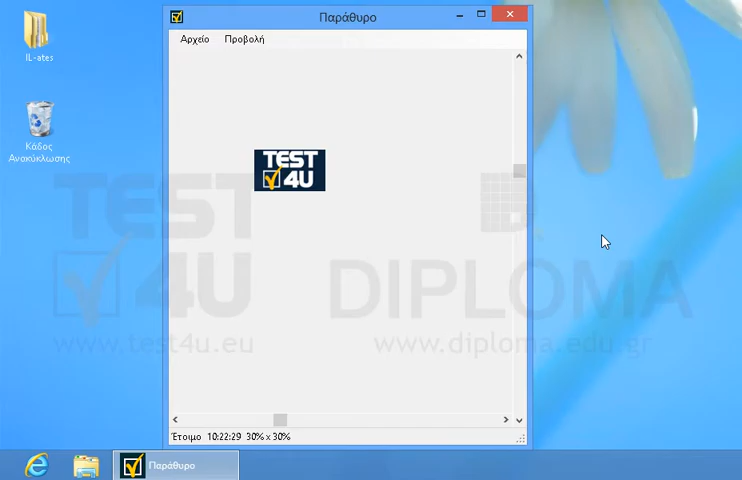 IL-ates
Κάδος
Ανακύκλωσης
Παράθυρο
Αρχείο Προβολή
TEST
4U
TEST
4U
www.test4u.eu
DIPLOMA
www.diploma.edu.gr
Έτοιμο 10:22:29 30% x 30%
Παράθυρο